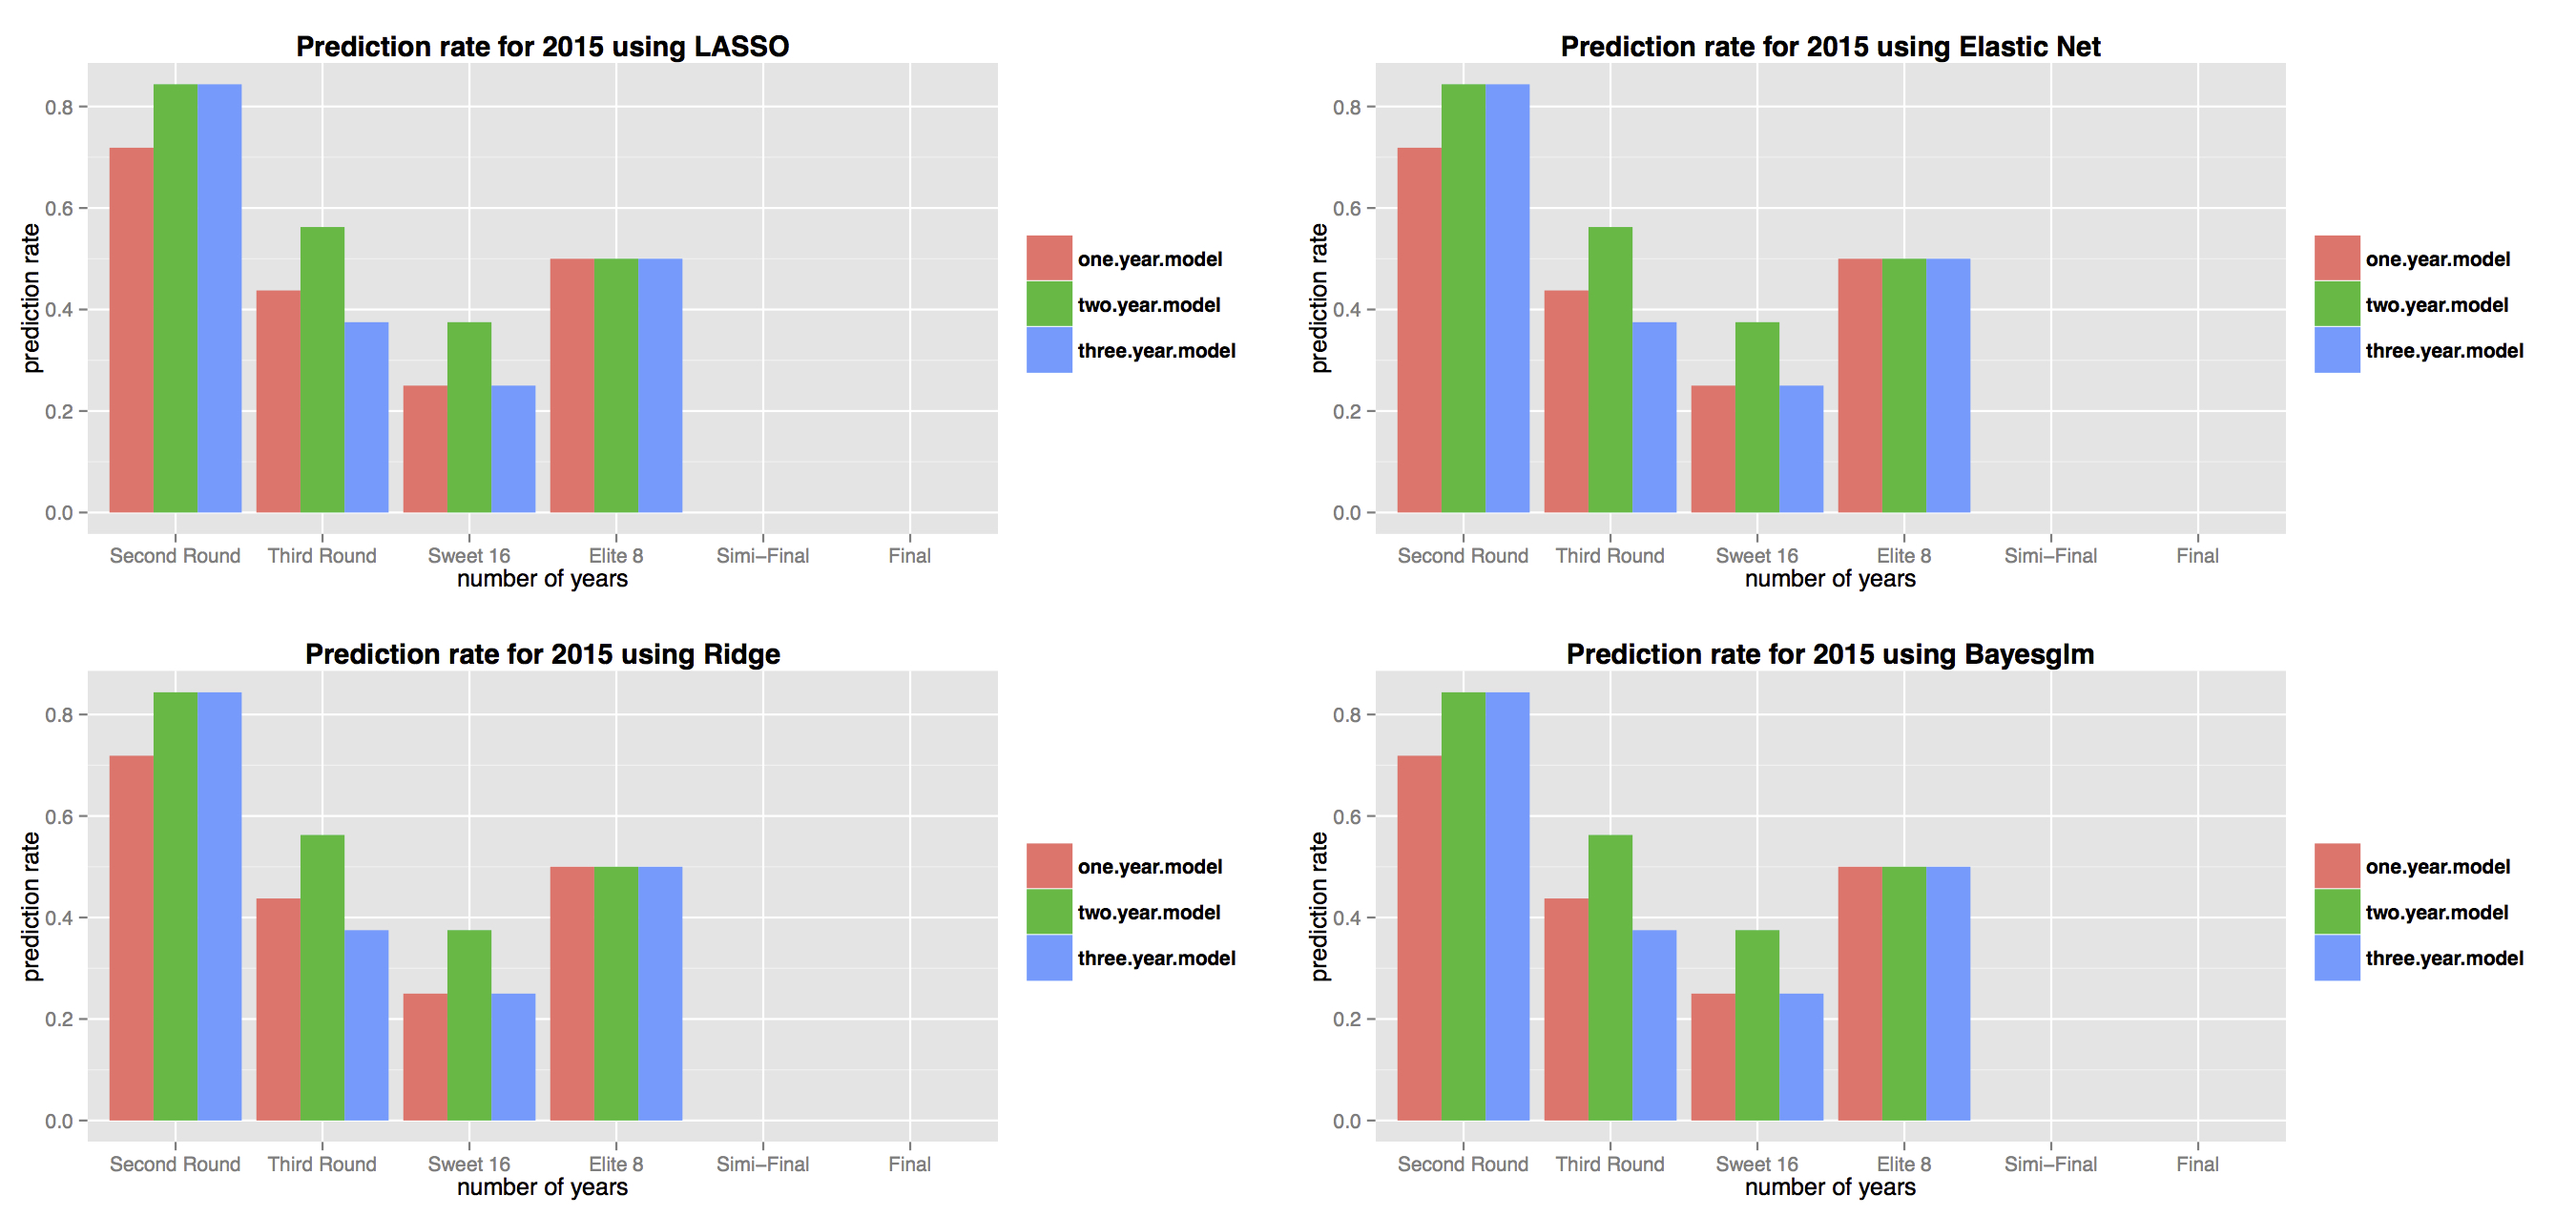 Prediction rate for 2015 using LASSO
prediction rate
0.8
0.6
0.4
0.2
0.0
Second Round Third Round Sweet 16 Elite 8 Simi−Final Final
number of years
one.year.model
two.year.model
three.year.model
Prediction rate for 2015 using Elastic Net
prediction rate
0.8
0.6
0.4
0.2
0.0
Second Round Third Round Sweet 16 Elite 8 Simi−Final Final
number of years
one.year.model
two.year.model
three.year.model
Prediction rate for 2015 using Ridge
prediction rate
0.8
0.6
0.4
0.2
0.0
Second Round Third Round Sweet 16 Elite 8 Simi−Final Final
number of years
one.year.model
two.year.model
three.year.model
Prediction rate for 2015 using Bayesglm
prediction rate
0.8
0.6
0.4
0.2
0.0
Second Round Third Round Sweet 16 Elite 8 Simi−Final Final
number of years
one.year.model
two.year.model
three.year.model